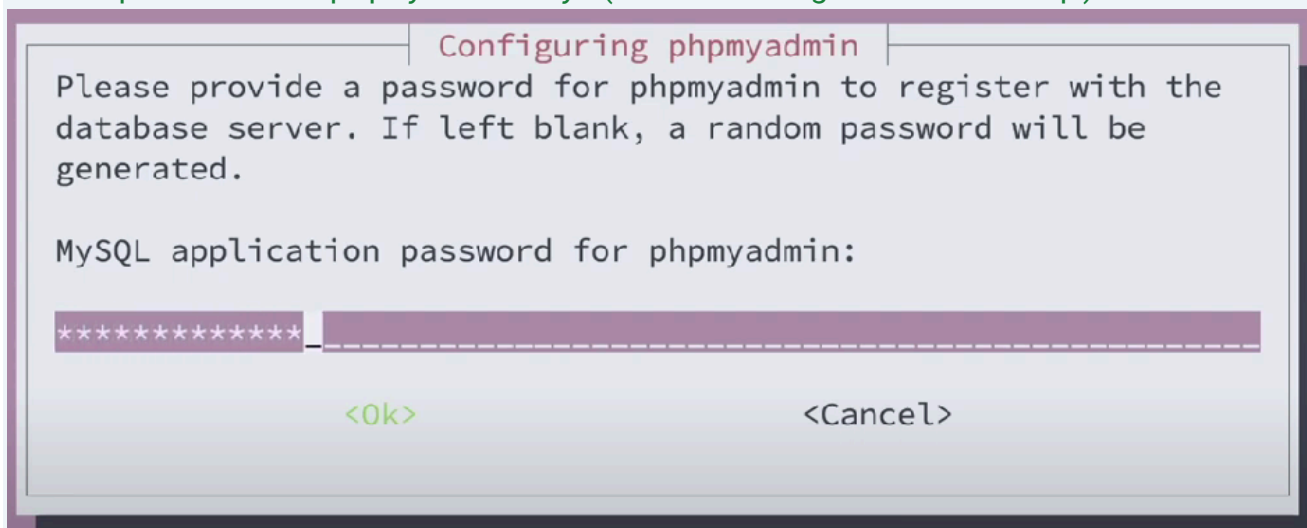 Configuring phpmyadmin
Please provide a password for phpmyadmin to register with the
database server. If left blank, a random password will be
generated.
MySQL application password for phpmyadmin:
*************
<Ok> <Cancel>